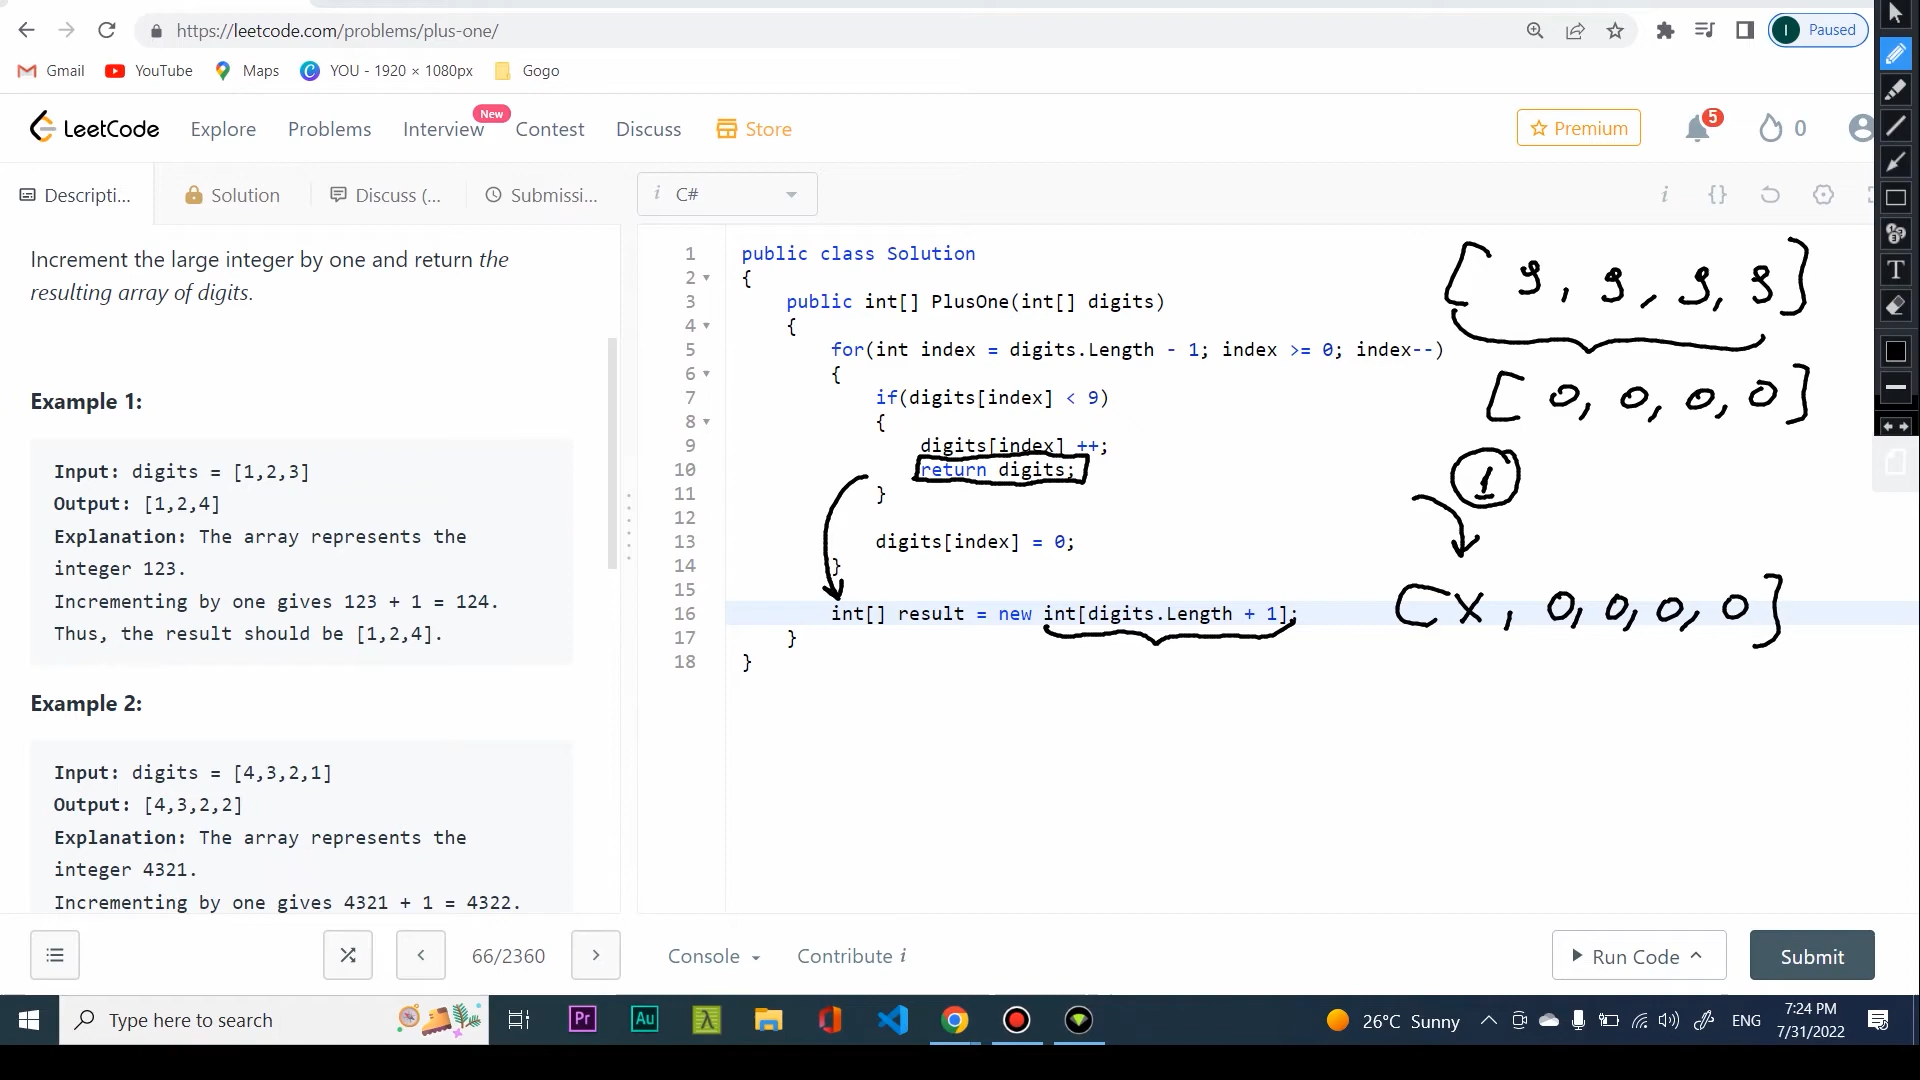 https://leetcode.com/problems/plus-one/
Paused
Gmail
YouTube
Maps
YOU - 1920 × 1080px
Gogo
LeetCode
Explore
Problems
Interview
New
Contest
Discuss
Store
Premium
5
0
Descripti...
Solution
Discuss (...
Submissi...
i C#
i {}
Increment the large integer by one and return the
resulting array of digits.
Example 1:
Input: digits = [1,2,3]
Output: [1,2,4]
Explanation: The array represents the
integer 123.
Incrementing by one gives 123 + 1 = 124.
Thus, the result should be [1,2,4].
Example 2:
Input: digits = [4,3,2,1]
Output: [4,3,2,2]
Explanation: The array represents the
integer 4321.
Incrementing by one gives 4321 + 1 = 4322.
1 public class Solution
2 {
3 public int[] PlusOne(int[] digits)
4 {
5 for(int index = digits.Length - 1; index >= 0; index--)
6 {
7 if(digits[index] < 9)
8 {
9 digits[index] ++;
10 return digits;
11 }
12
13 digits[index] = 0;
14 }
15
16 int[] result = new int[digits.Length + 1];
17 }
18 }
[ 9, 9, 9, 9]
[ 0, 0, 0, 0]
1
[ X, 0, 0, 0, 0]
T
66/2360
Console
Contribute i
Run Code
Submit
Type here to search
Pr
Au
26°C Sunny
ENG
7:24 PM
7/31/2022